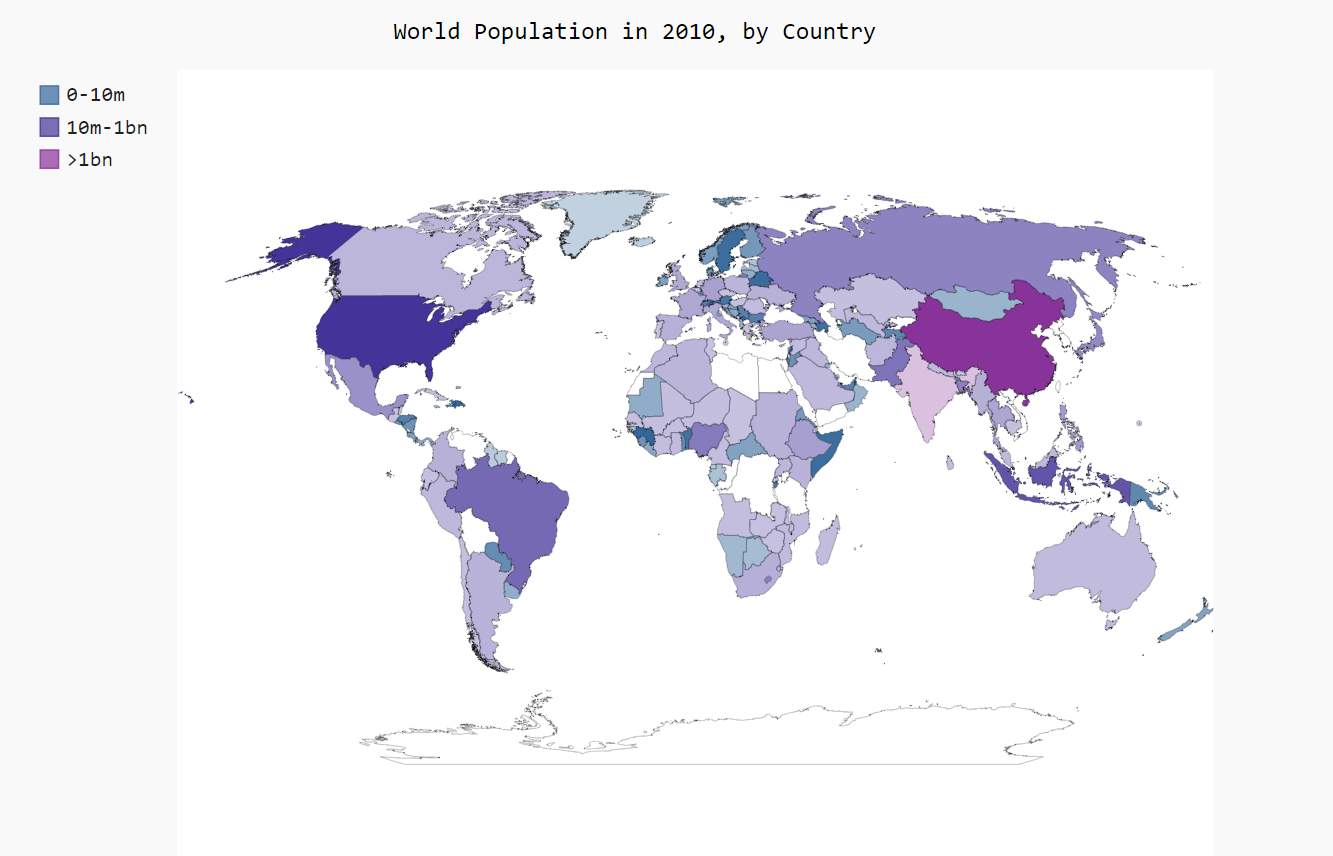 World Population in 2010, by Country
0-10m
10m-1bn
>1bn